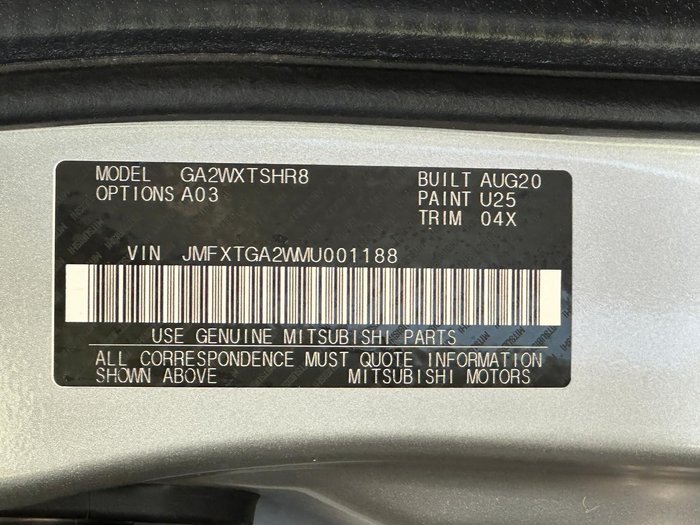 MODEL GA2WXTSHR8 BUILT AUG20
OPTIONS A03 PAINT U25
TRIM 04X
VIN JMFXTGA2WMU001188
USE GENUINE MITSUBISHI PARTS
ALL CORRESPONDENCE MUST QUOTE INFORMATION
SHOWN ABOVE MITSUBISHI MOTORS